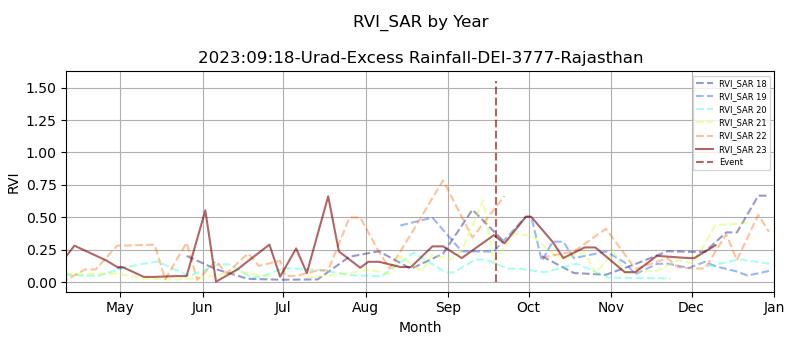 RVI_SAR by Year
2023:09:18-Urad-Excess Rainfall-DEI-3777-Rajasthan
RVI
1.50
1.25
1.00
0.75
0.50
0.25
0.00
RVI_SAR 18
RVI_SAR 19
RVI_SAR 20
RVI_SAR 21
RVI_SAR 22
RVI_SAR 23
Event
May Jun Jul Aug Sep Oct Nov Dec Jan
Month